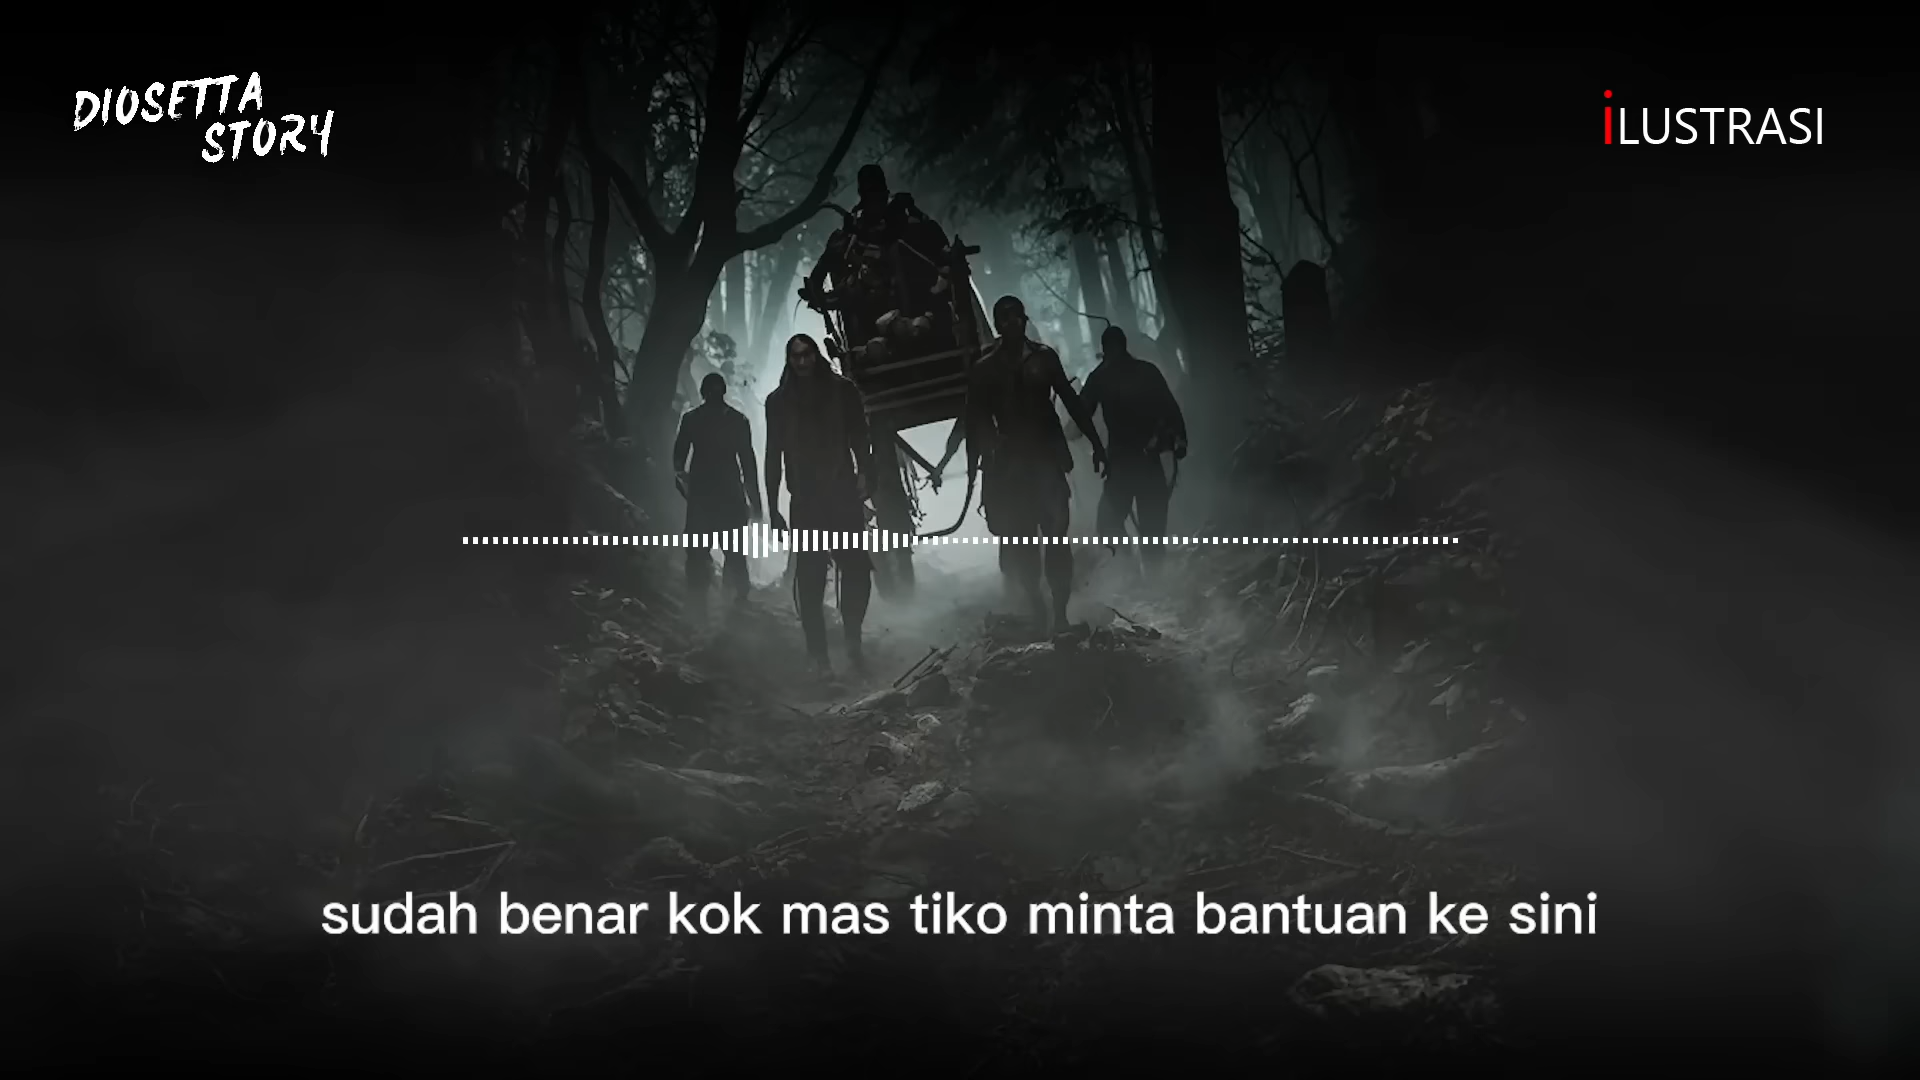 DIOSETTA
STORY
iLUSTRASI
sudah benar kok mas tiko minta bantuan ke sini